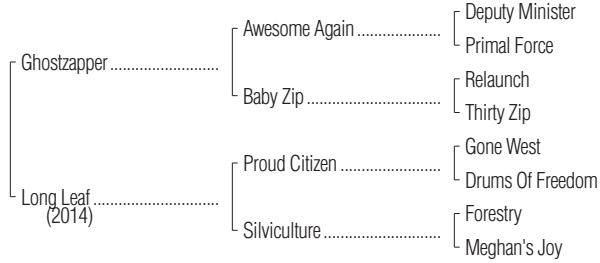 Deputy Minister
Awesome Again
Primal Force
Ghostzapper
Relaunch
Baby Zip
Thirty Zip
Gone West
Proud Citizen
Drums Of Freedom
Long Leaf
(2014)
Forestry
Silviculture
Meghan's Joy